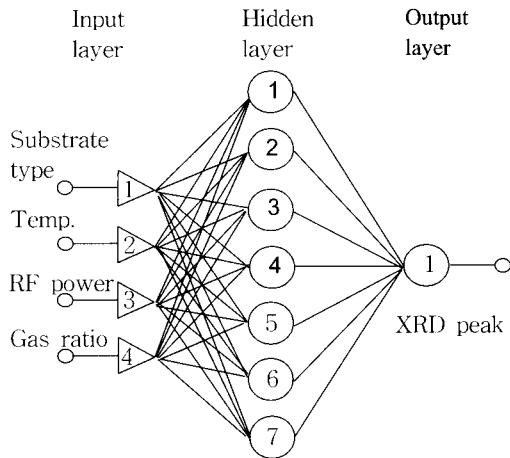 Input
layer
Hidden
layer
Output
layer
Substrate
type
Temp.
RF power
Gas ratio
1
2
3
4
1
2
3
4
5
6
7
1
XRD peak